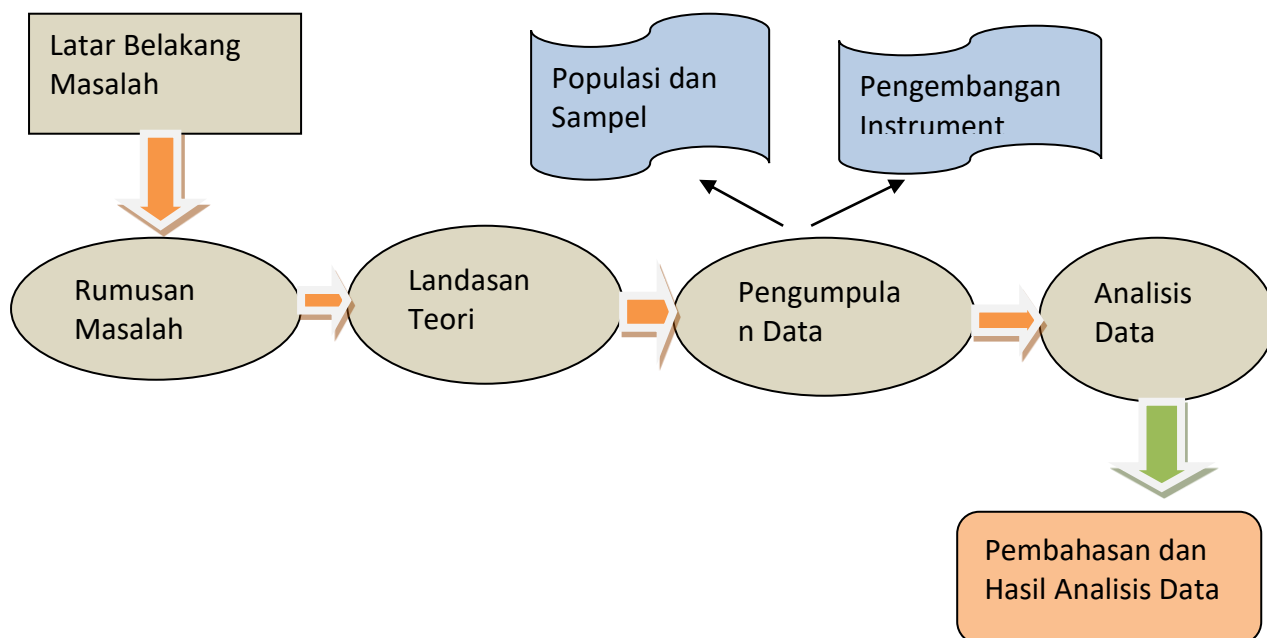 Latar Belakang
Masalah
Populasi dan
Sampel
Pengembangan
Instrument
Rumusan
Masalah
Landasan
Teori
Pengumpula
n Data
Analisis
Data
Pembahasan dan
Hasil Analisis Data